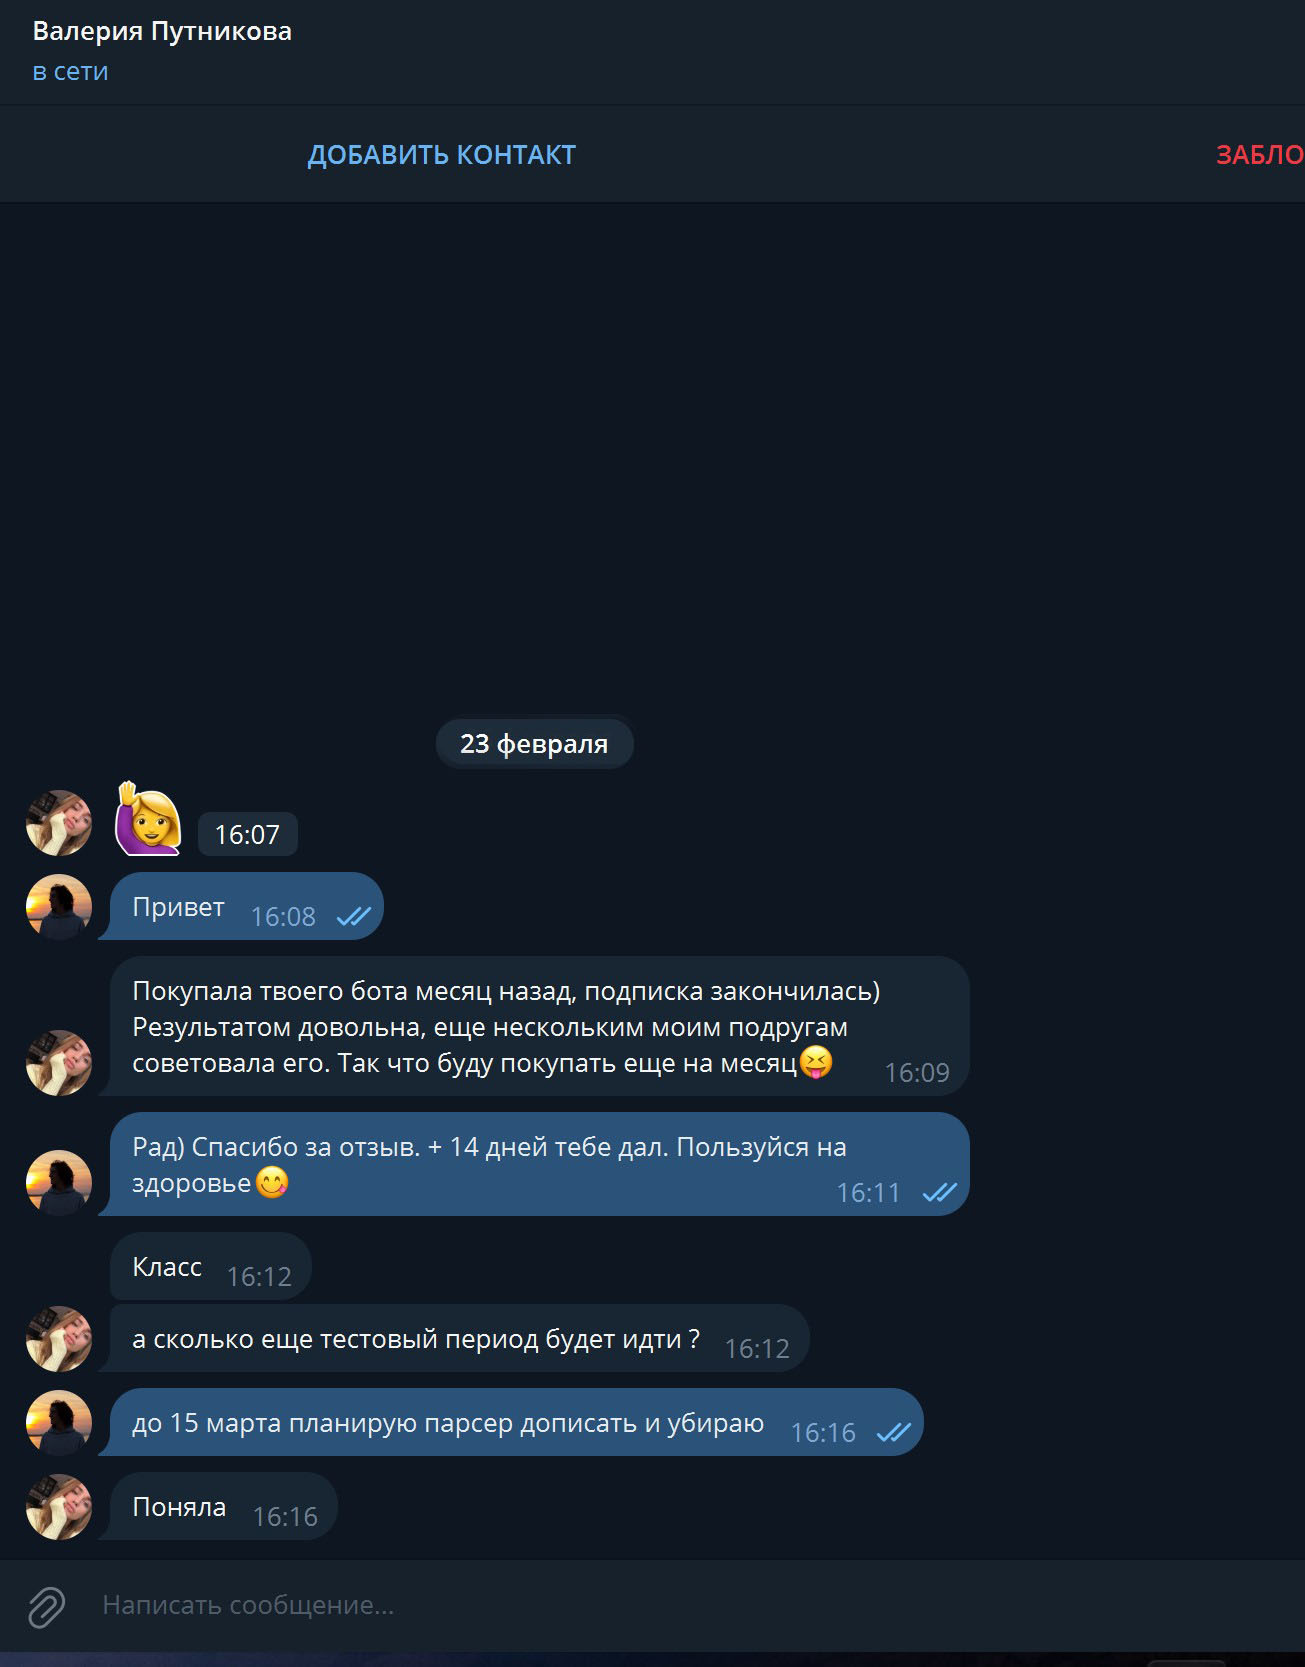 Валерия Путникова
в сети
ДОБАВИТЬ КОНТАКТ
ЗАБЛО
23 февраля
16:07
Привет 16:08
Покупала твоего бота месяц назад, подписка закончилась)
Результатом довольна, еще нескольким моим подругам
советовала его. Так что буду покупать еще на месяц😝 16:09
Рад) Спасибо за отзыв. + 14 дней тебе дал. Пользуйся на
здоровье😋 16:11
Класс 16:12
а сколько еще тестовый период будет идти ? 16:12
до 15 марта планирую парсер дописать и убираю 16:16
Поняла 16:16
Написать сообщение...